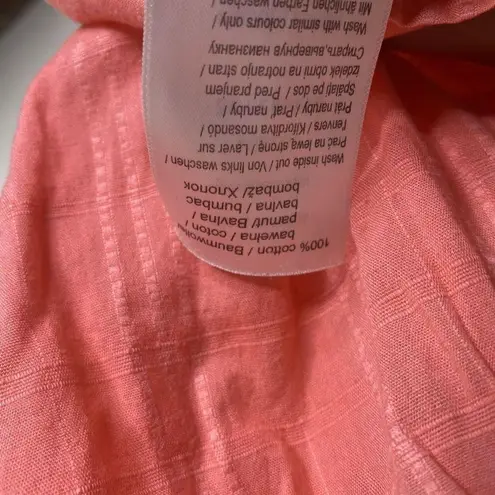 100% cotton / Baumwolle
bawełna / coton /
pamut / Bavlna /
bavlna / bumbac
bombaž/ Хлопок
Wash inside out / Von links waschen /
Prać na lewą stronę / Laver sur
l'envers / Kifordítva mosandó /
Prát naruby / Prať naruby /
Spălați pe dos / Pred pranjem
izdelek obrni na notranjo stran /
Стирать, вывернув наизнанку
Wash with similar colours only /
Mit ähnlichen Farben waschen /